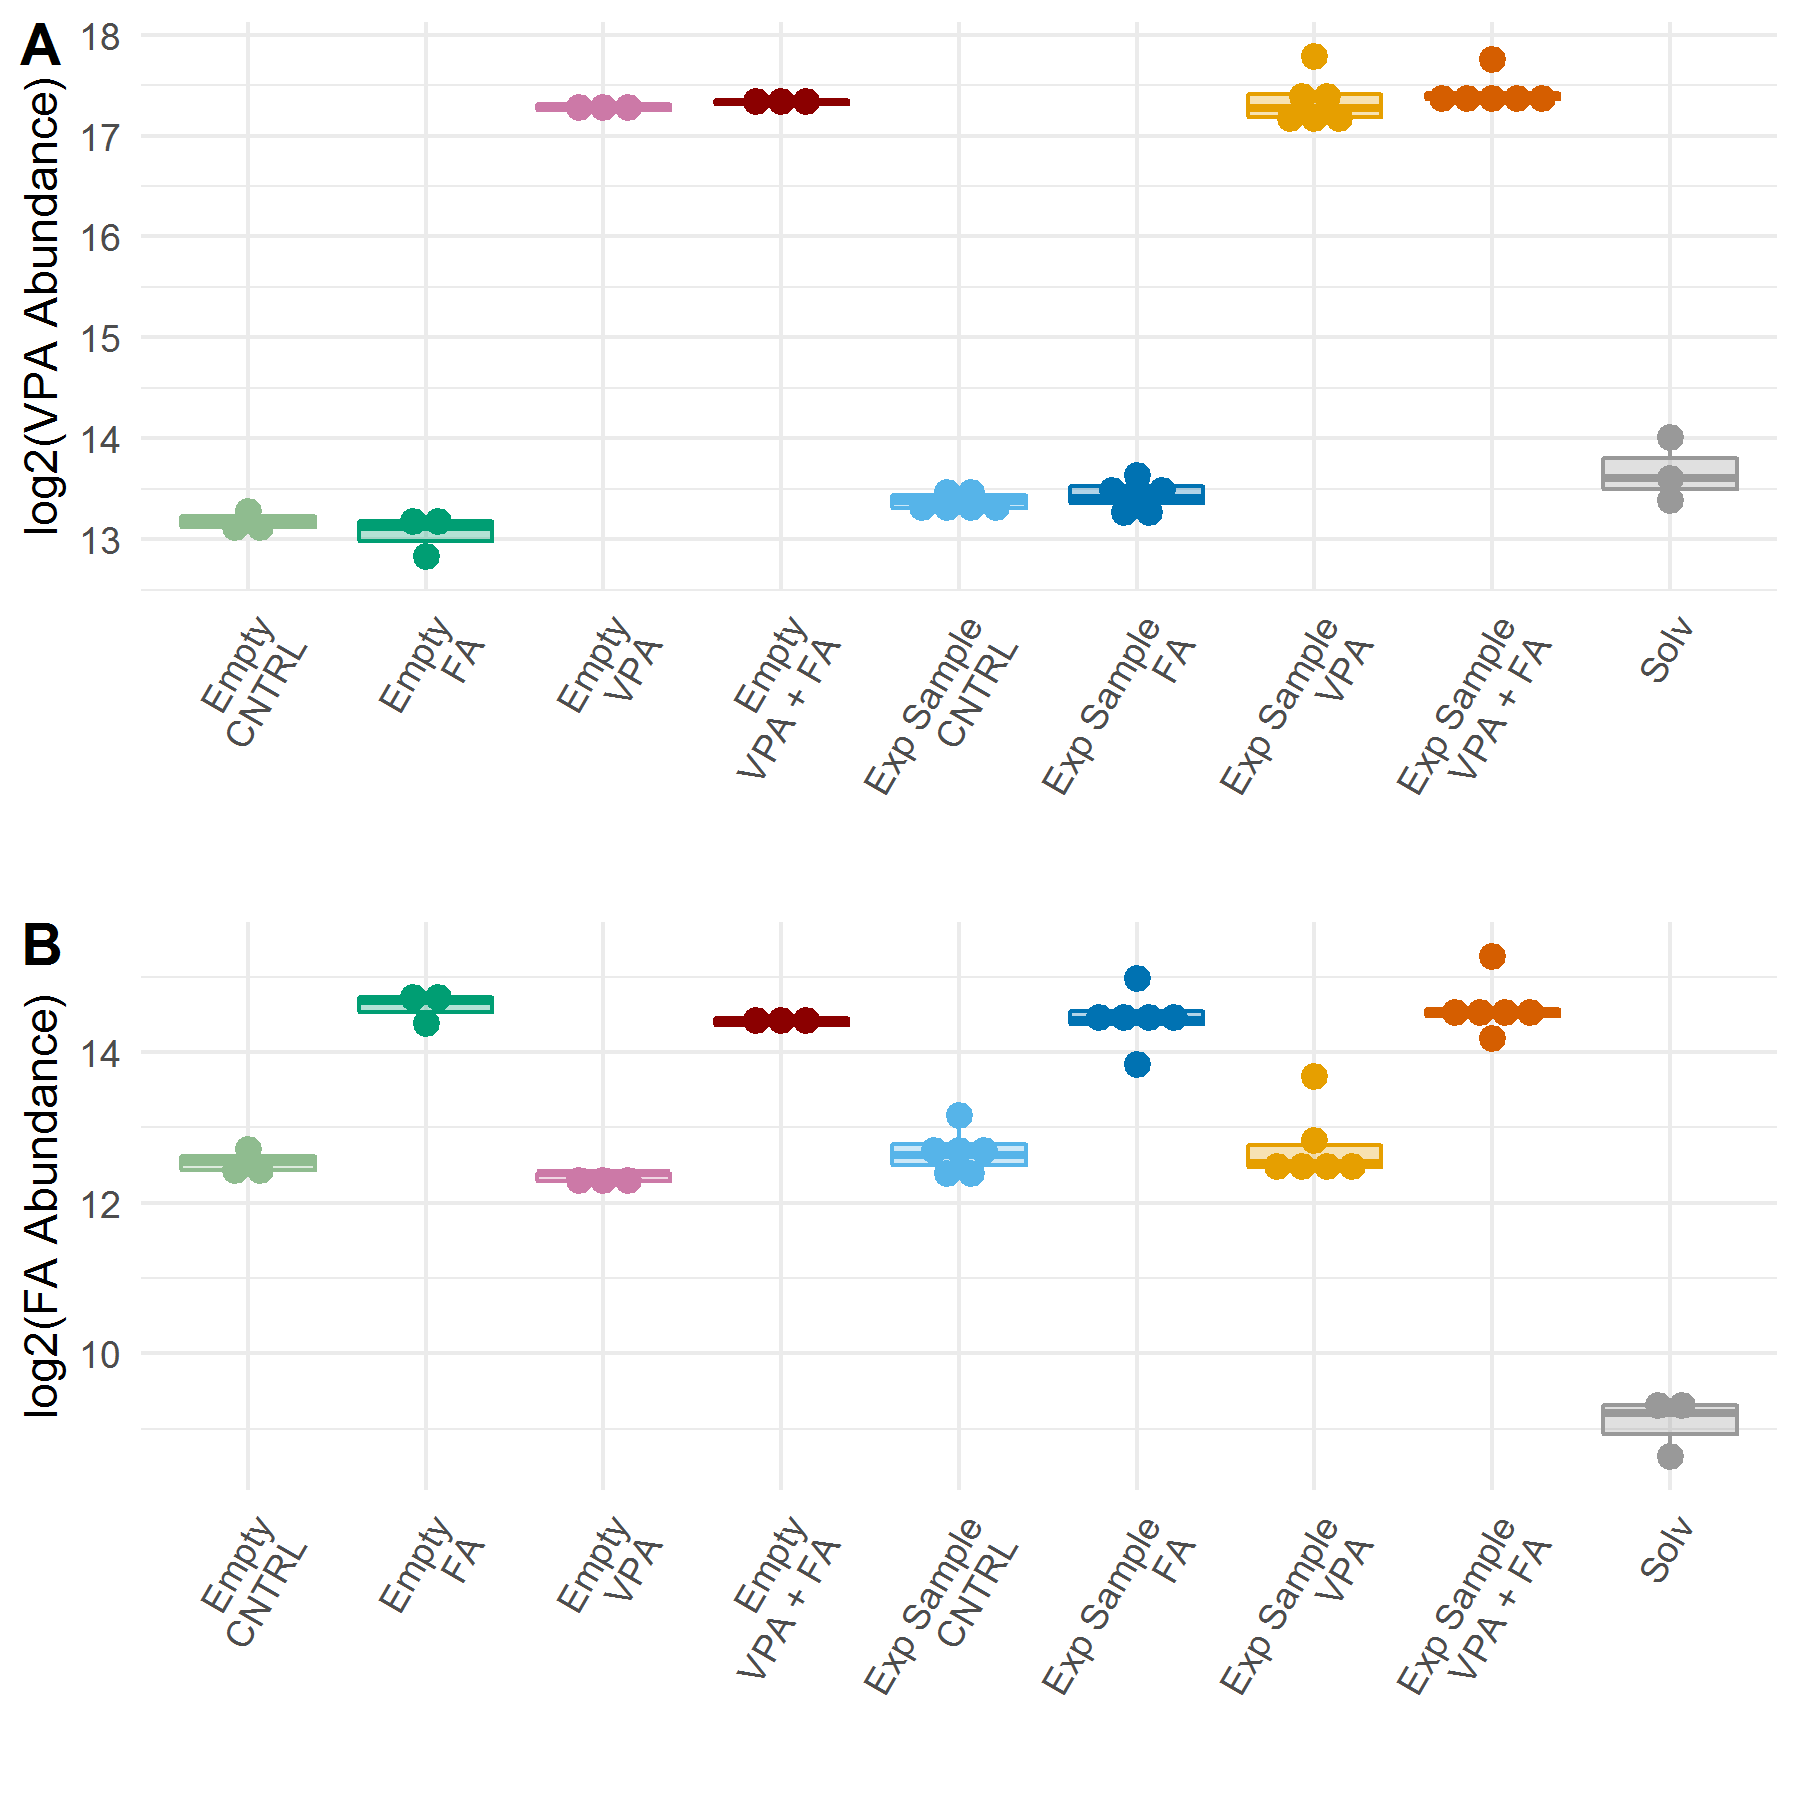 A
log2(VPA Abundance)
18
17
16
15
14
13
Empty
CNTRL
Empty
FA
Empty
VPA
Empty
VPA + FA
Exp Sample
CNTRL
Exp Sample
FA
Exp Sample
VPA
Exp Sample
VPA + FA
Solv
B
log2(FA Abundance)
14
12
10
Empty
CNTRL
Empty
FA
Empty
VPA
Empty
VPA + FA
Exp Sample
CNTRL
Exp Sample
FA
Exp Sample
VPA
Exp Sample
VPA + FA
Solv